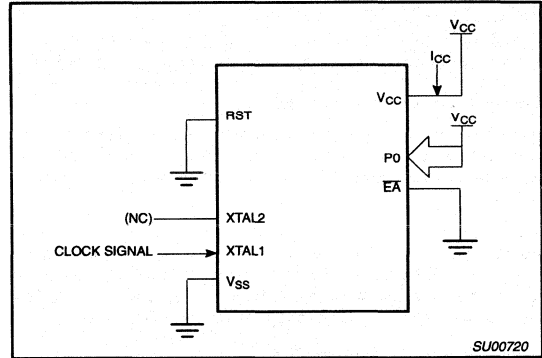 VCC
ICC
VCC
RST
VCC
P0
EA
(NC)
XTAL2
CLOCK SIGNAL
XTAL1
VSS
SU00720